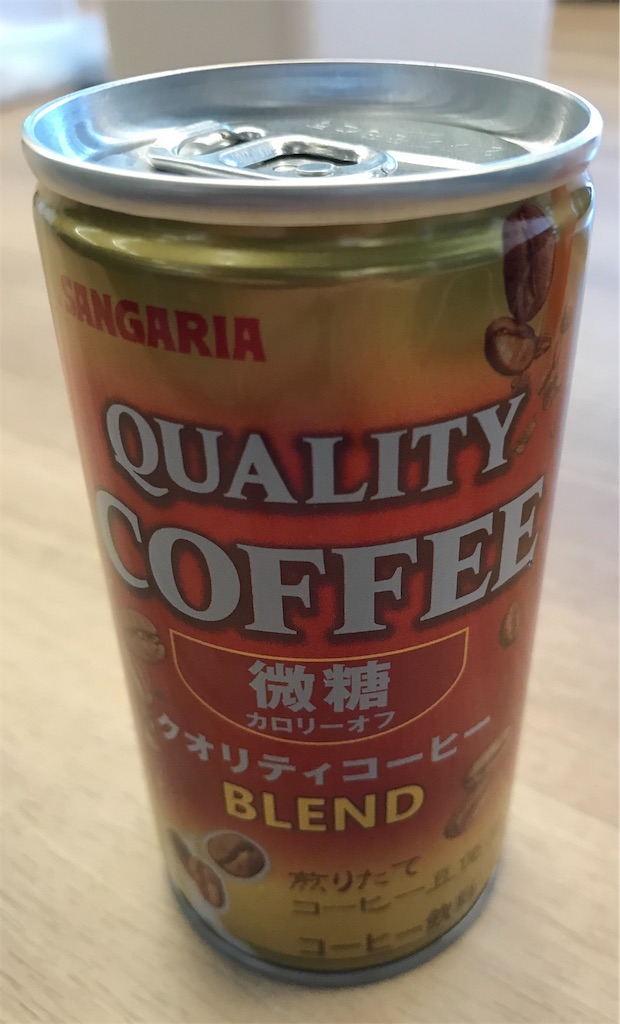 SANGARIA
QUALITY
COFFEE
微糖
カロリーオフ
クオリティコーヒー
BLEND
煎りたて
コーヒー豆使
コーヒー飲料